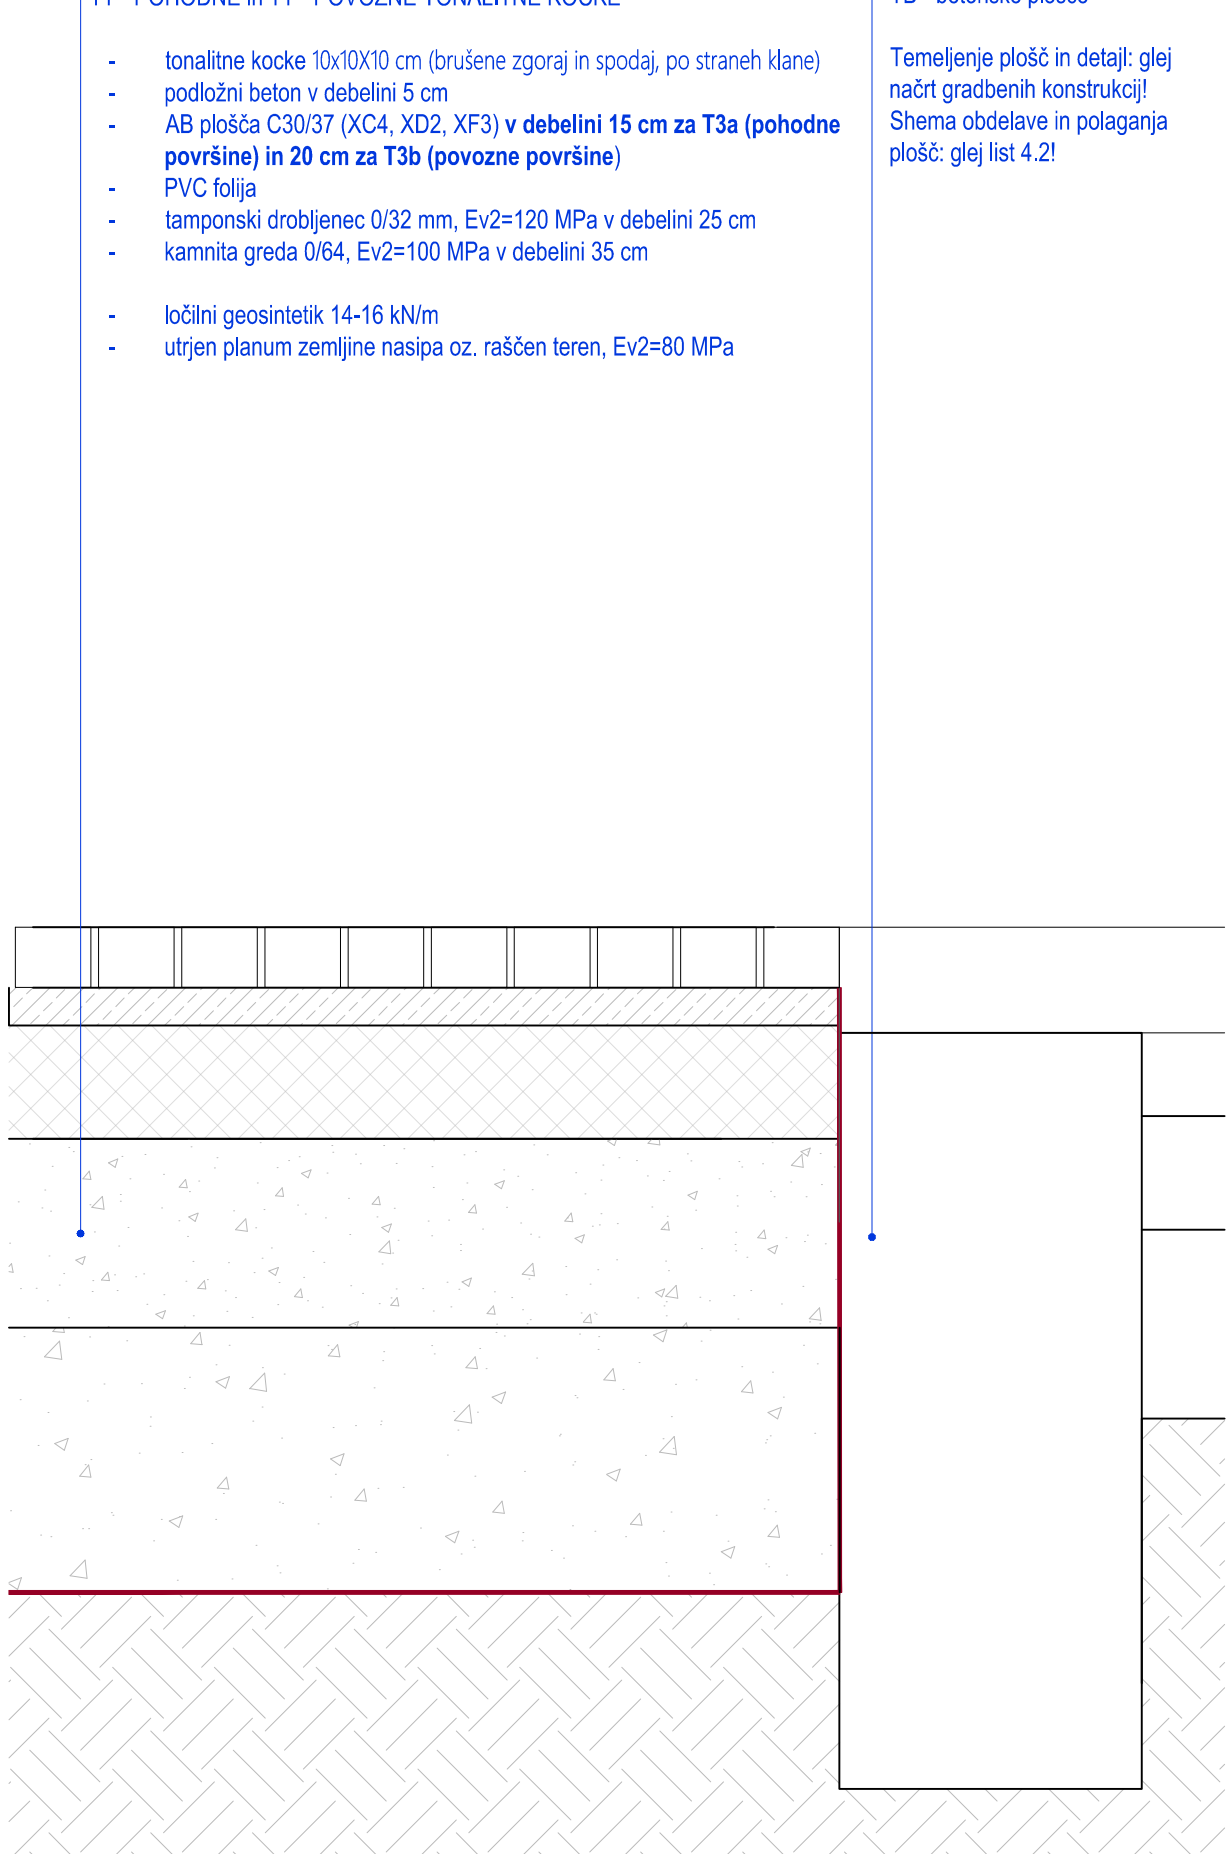 - tonalitne kocke 10x10X10 cm (brušene zgoraj in spodaj, po straneh klane)
- podložni beton v debelini 5 cm
- AB plošča C30/37 (XC4, XD2, XF3) v debelini 15 cm za T3a (pohodne
površine) in 20 cm za T3b (povozne površine)
- PVC folija
- tamponski drobljenec 0/32 mm, Ev2=120 MPa v debelini 25 cm
- kamnita greda 0/64, Ev2=100 MPa v debelini 35 cm
- ločilni geosintetik 14-16 kN/m
- utrjen planum zemljine nasipa oz. raščen teren, Ev2=80 MPa
Temeljenje plošč in detajl: glej
načrt gradbenih konstrukcij!
Shema obdelave in polaganja
plošč: glej list 4.2!